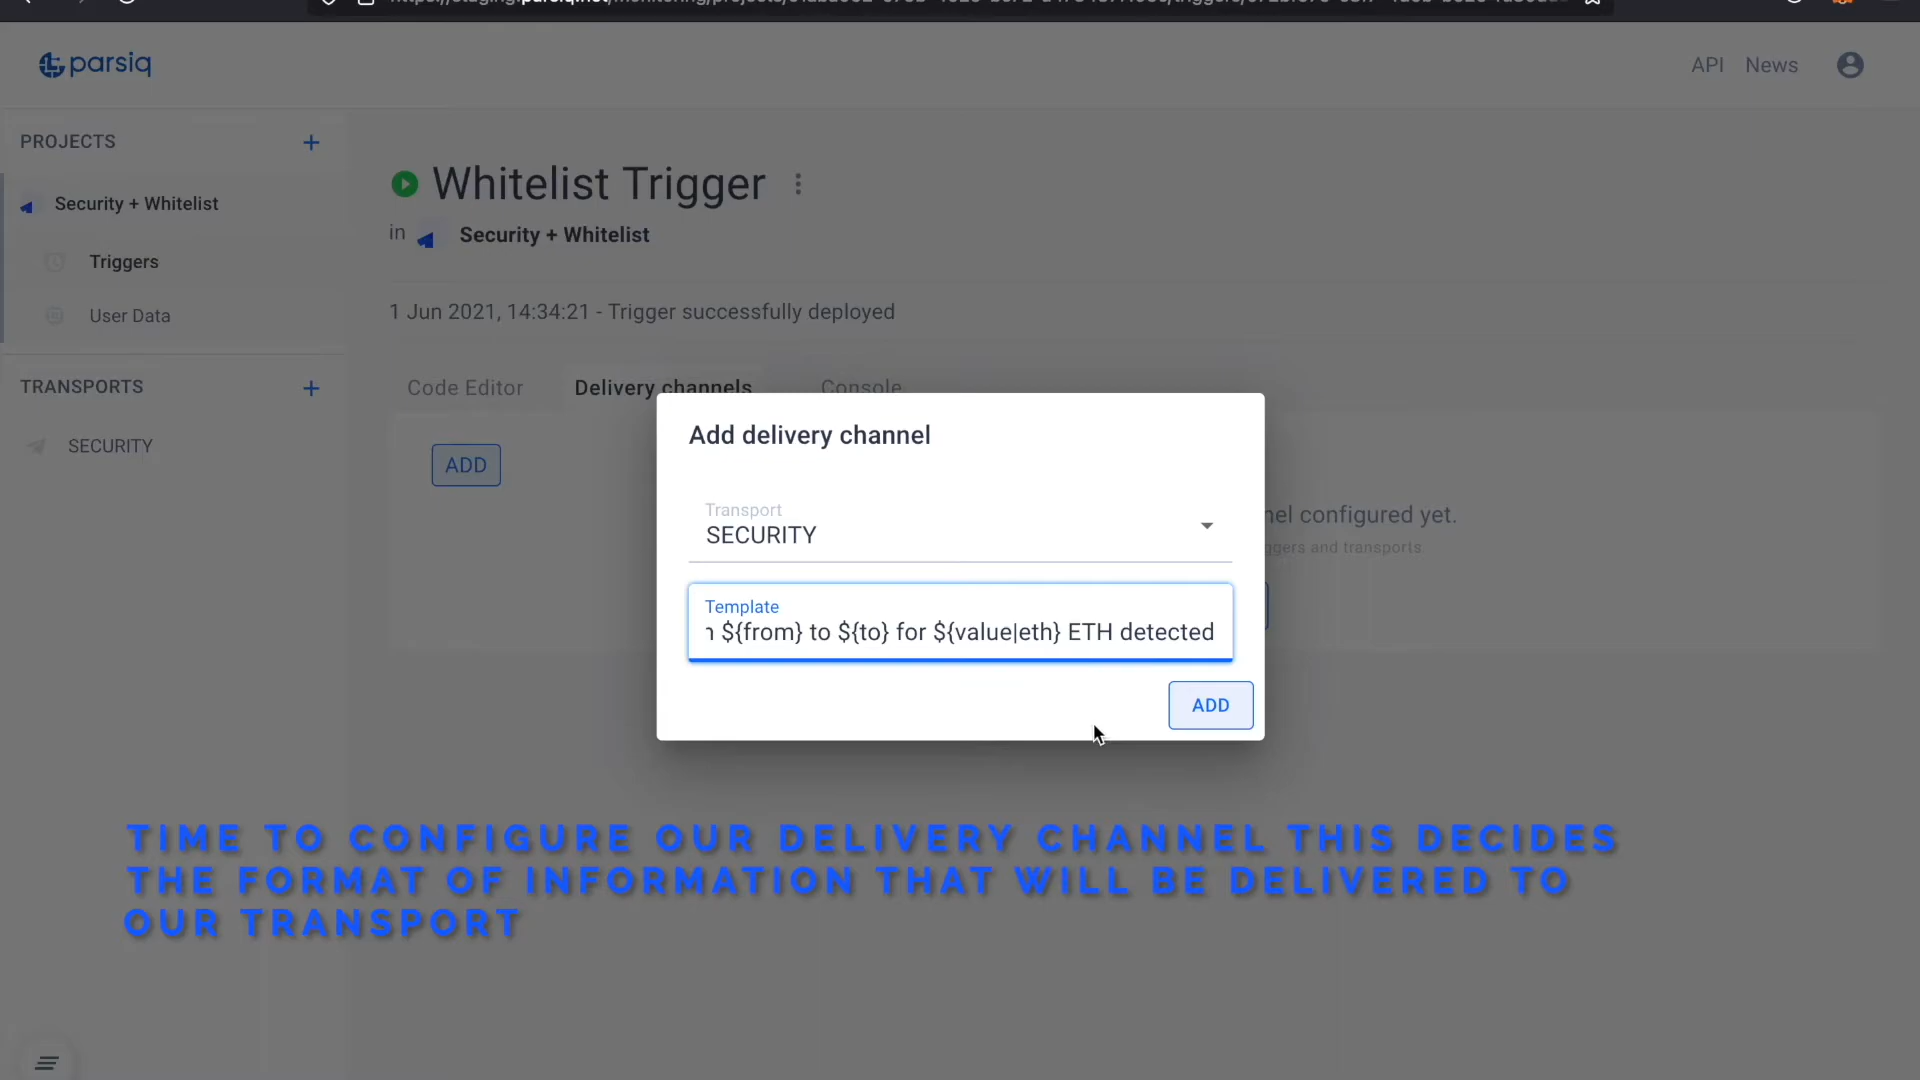 parsiq
API News
PROJECTS
Security + Whitelist
Triggers
User Data
TRANSPORTS
SECURITY
Whitelist Trigger
in Security + Whitelist
1 Jun 2021, 14:34:21 - Trigger successfully deployed
Code Editor Delivery channels Console
ADD
nel configured yet.
ggers and transports
Add delivery channel
Transport
SECURITY
Template
${from} to ${to} for ${value|eth} ETH detected
ADD
TIME TO CONFIGURE OUR DELIVERY CHANNEL THIS DECIDES
THE FORMAT OF INFORMATION THAT WILL BE DELIVERED TO
OUR TRANSPORT